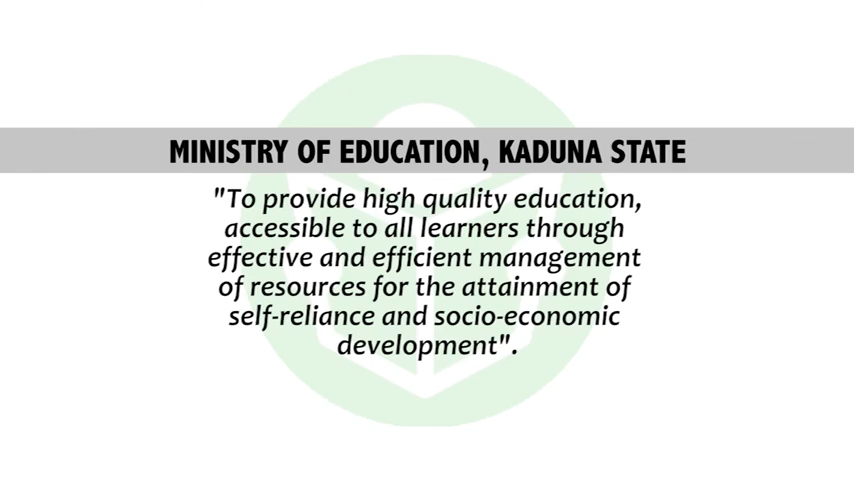 MINISTRY OF EDUCATION, KADUNA STATE
"To provide high quality education,
accessible to all learners through
effective and efficient management
of resources for the attainment of
self-reliance and socio-economic
development".